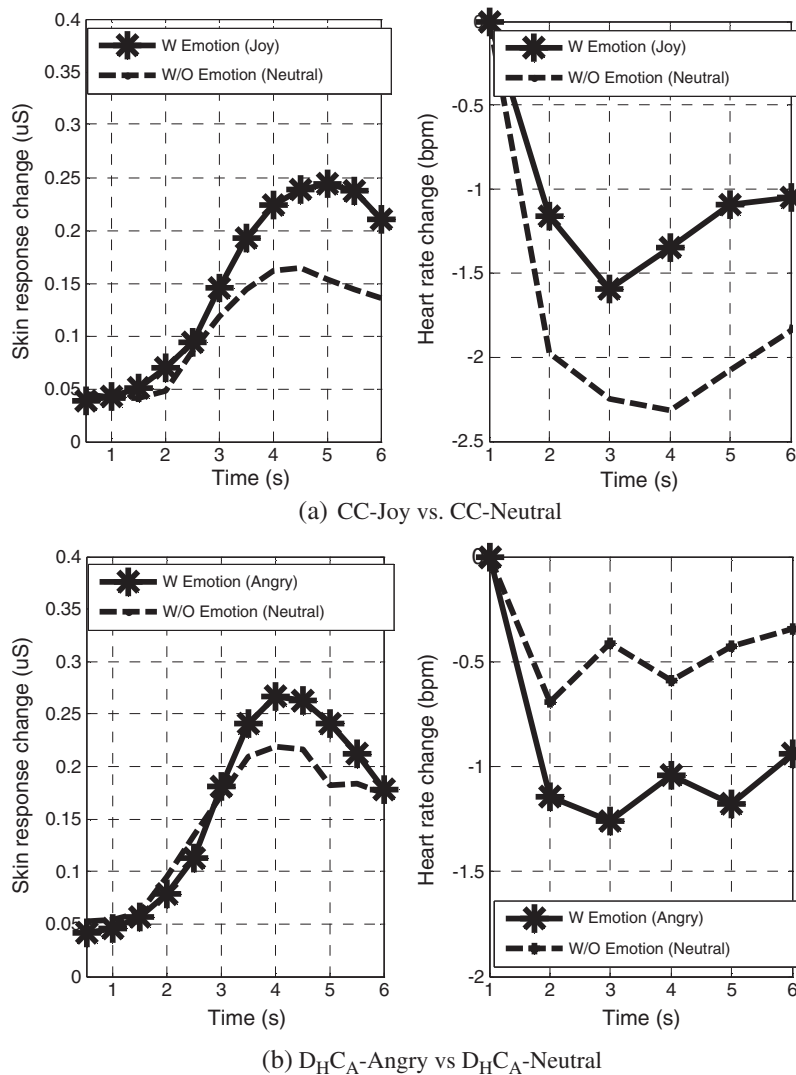 0.4
0.35
0.3
0.25
0.2
0.15
0.1
0.05
0
Skin response change (uS)
W Emotion (Joy)
W/O Emotion (Neutral)
1 2 3 4 5 6
Time (s)
0
-0.5
-1
-1.5
-2
-2.5
Heart rate change (bpm)
W Emotion (Joy)
W/O Emotion (Neutral)
1 2 3 4 5 6
Time (s)
(a) CC-Joy vs. CC-Neutral
0.4
0.35
0.3
0.25
0.2
0.15
0.1
0.05
0
Skin response change (uS)
W Emotion (Angry)
W/O Emotion (Neutral)
1 2 3 4 5 6
Time (s)
0
-0.5
-1
-1.5
-2
Heart rate change (bpm)
W Emotion (Angry)
W/O Emotion (Neutral)
1 2 3 4 5 6
Time (s)
(b) DHCA-Angry vs DHCA-Neutral